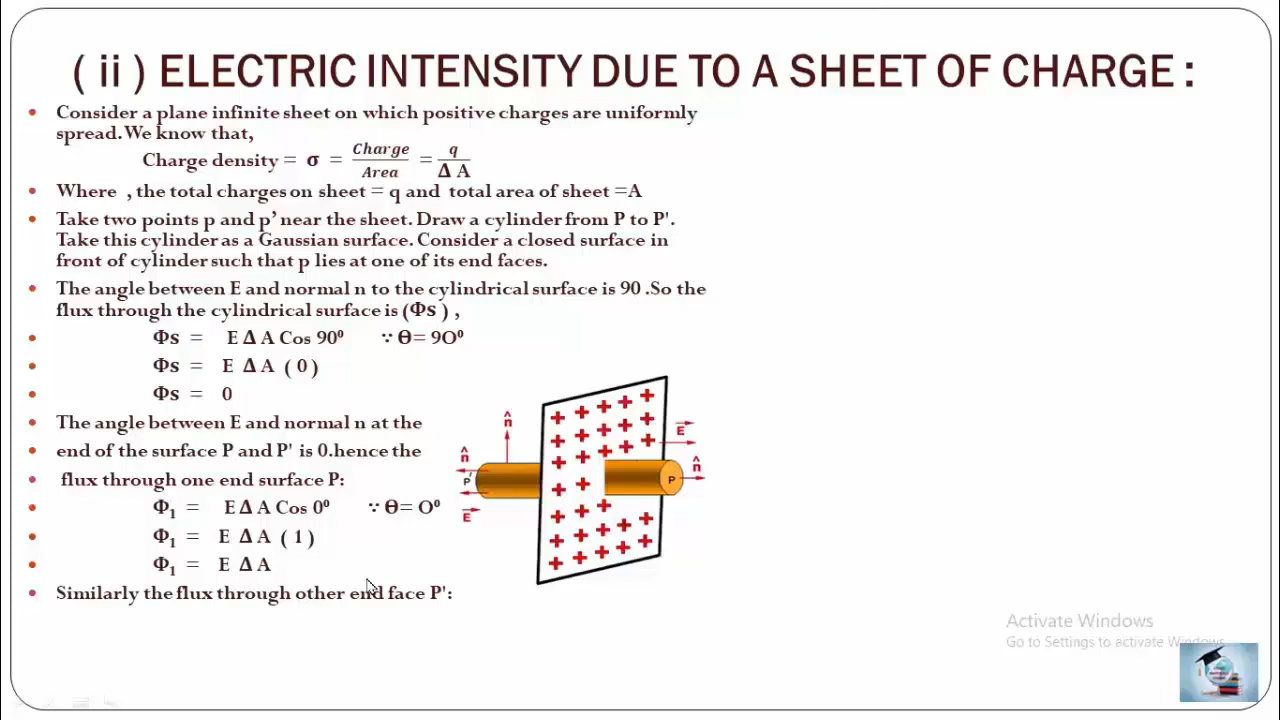 ( ii ) ELECTRIC INTENSITY DUE TO A SHEET OF CHARGE :
• Consider a plane infinite sheet on which positive charges are uniformly
spread. We know that,
Charge density = σ = Charge/Area = q/Δ A
• Where , the total charges on sheet = q and total area of sheet =A
• Take two points p and p’ near the sheet. Draw a cylinder from P to P'.
Take this cylinder as a Gaussian surface. Consider a closed surface in
front of cylinder such that p lies at one of its end faces.
• The angle between E and normal n to the cylindrical surface is 90 .So the
flux through the cylindrical surface is (Φs ) ,
• Φs = E Δ A Cos 90⁰ ∵ Θ= 9O⁰
• Φs = E Δ A ( 0 )
• Φs = 0
• The angle between E and normal n at the
• end of the surface P and P' is 0.hence the
• flux through one end surface P:
• Φ₁ = E Δ A Cos 0⁰ ∵ Θ= O⁰
• Φ₁ = E Δ A ( 1 )
• Φ₁ = E Δ A
• Similarly the flux through other end face P':
n̂
E
n̂
n̂
P'
P
E
Activate Windows
Go to Settings to activate Windows.